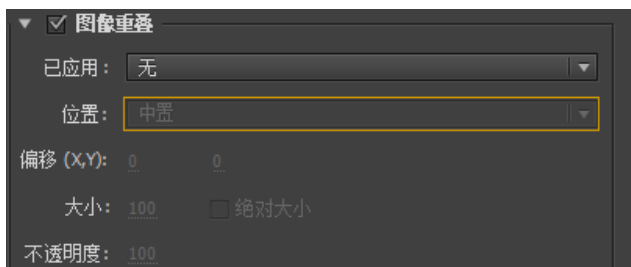 图像重叠
已应用： 无
位置： 中置
偏移 (X,Y): 0 0
大小： 100 绝对大小
不透明度： 100